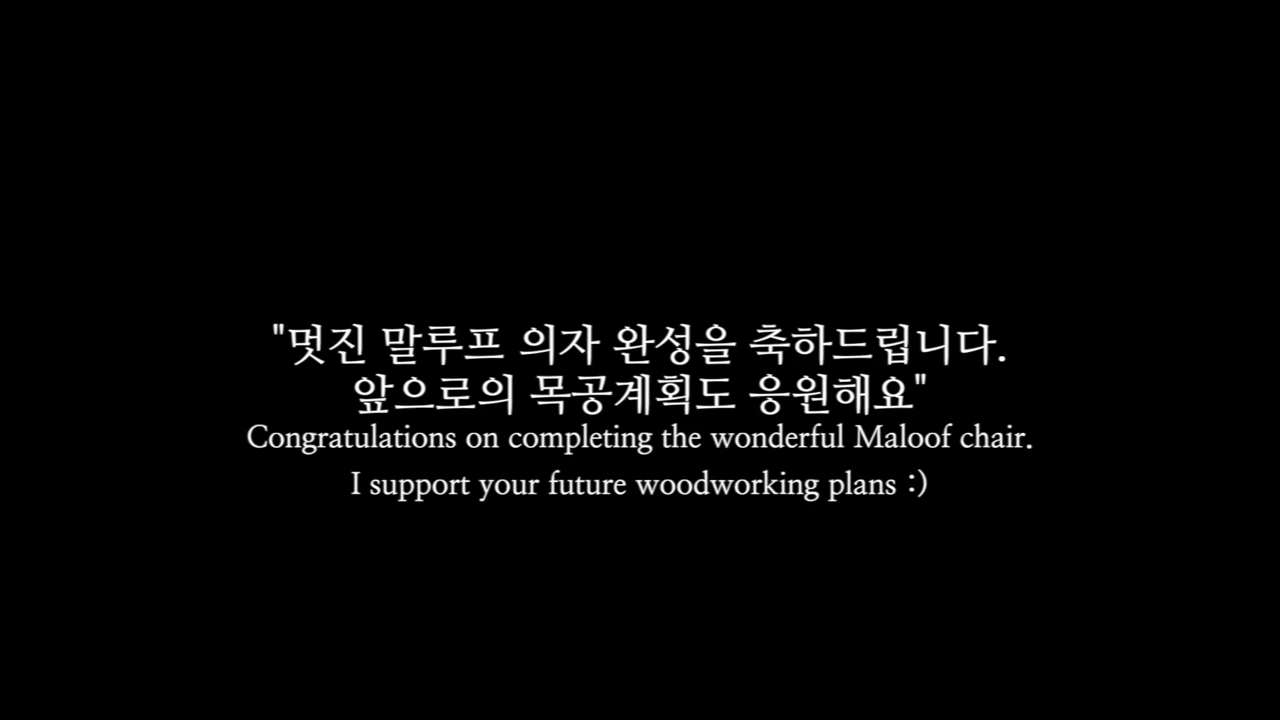 "멋진 말루프 의자 완성을 축하드립니다.
앞으로의 목공계획도 응원해요"
Congratulations on completing the wonderful Maloof chair.
I support your future woodworking plans :)